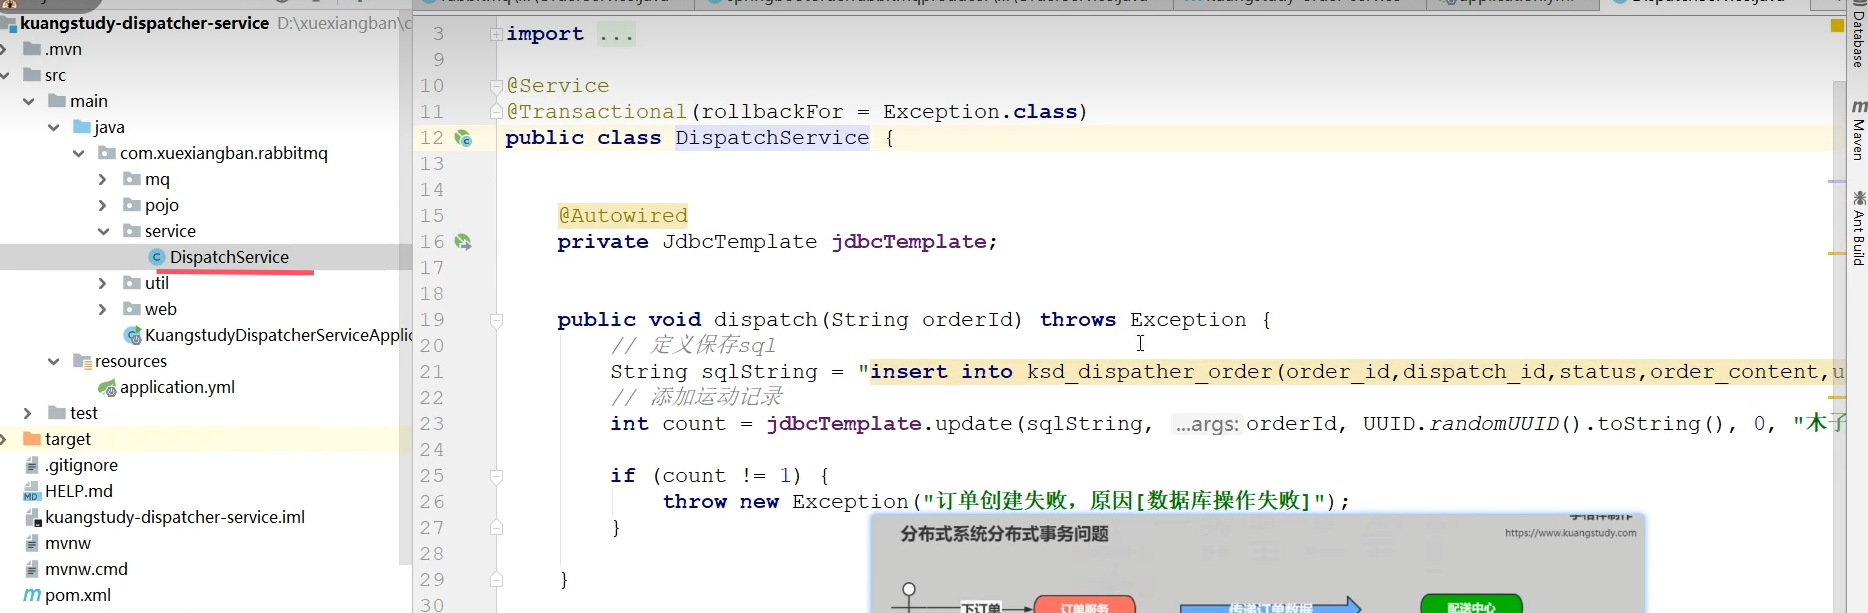 kuangstudy-dispatcher-service D:\xuexiangban\c
.mvn
src
main
java
com.xuexiangban.rabbitmq
mq
pojo
service
DispatchService
util
web
KuangstudyDispatcherServiceApplic
resources
application.yml
test
target
.gitignore
HELP.md
kuangstudy-dispatcher-service.iml
mvnw
mvnw.cmd
pom.xml
3 import ...
9
10 @Service
11 @Transactional(rollbackFor = Exception.class)
12 public class DispatchService {
13
14
15 @Autowired
16 private JdbcTemplate jdbcTemplate;
17
18
19 public void dispatch(String orderId) throws Exception {
20 // 定义保存sql
21 String sqlString = "insert into ksd_dispather_order(order_id,dispatch_id,status,order_content,u
22 // 添加运动记录
23 int count = jdbcTemplate.update(sqlString, ...args: orderId, UUID.randomUUID().toString(), 0, "木子
24
25 if (count != 1) {
26 throw new Exception("订单创建失败，原因[数据库操作失败]");
27 }
28
29 }
30
分布式系统分布式事务问题
https://www.kuangstudy.com
下订单
订单服务
传递订单数据
配送中心
Database
Maven
Ant Build